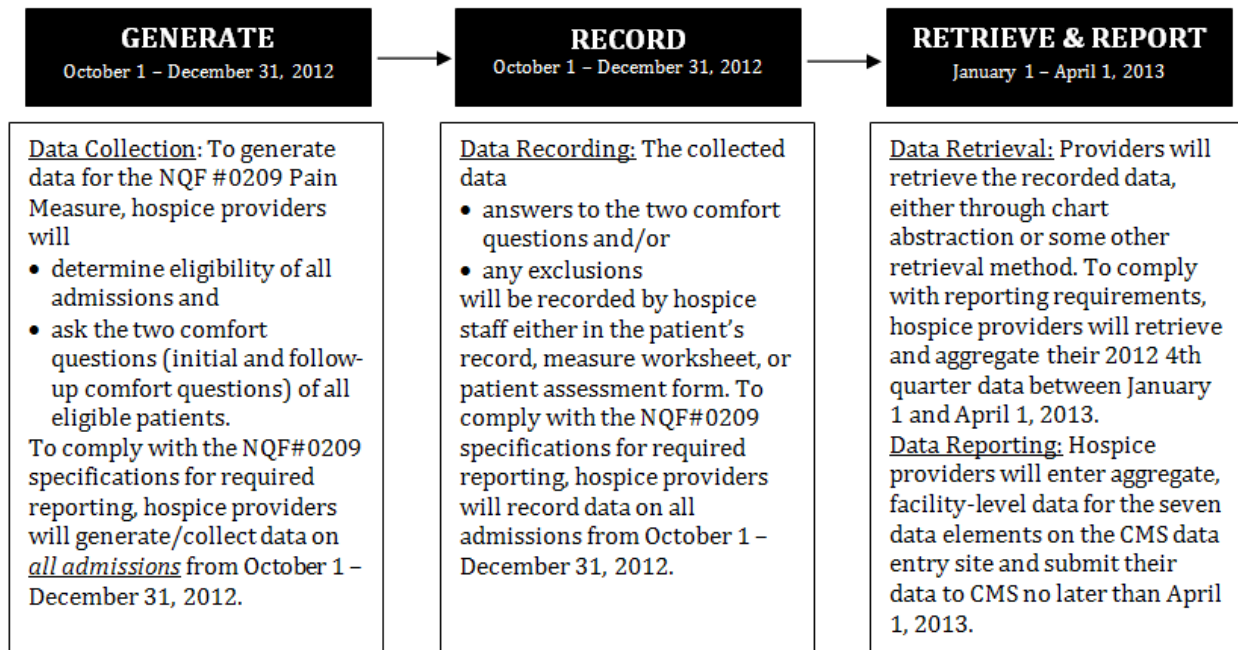 GENERATE
October 1 – December 31, 2012
RECORD
October 1 – December 31, 2012
RETRIEVE & REPORT
January 1 – April 1, 2013
Data Collection: To generate
data for the NQF #0209 Pain
Measure, hospice providers
will
• determine eligibility of all
admissions and
• ask the two comfort
questions (initial and follow-
up comfort questions) of all
eligible patients.
To comply with the NQF#0209
specifications for required
reporting, hospice providers
will generate/collect data on
all admissions from October 1 –
December 31, 2012.
Data Recording: The collected
data
• answers to the two comfort
questions and/or
• any exclusions
will be recorded by hospice
staff either in the patient’s
record, measure worksheet, or
patient assessment form. To
comply with the NQF#0209
specifications for required
reporting, hospice providers
will record data on all
admissions from October 1 –
December 31, 2012.
Data Retrieval: Providers will
retrieve the recorded data,
either through chart
abstraction or some other
retrieval method. To comply
with reporting requirements,
hospice providers will retrieve
and aggregate their 2012 4th
quarter data between January
1 and April 1, 2013.
Data Reporting: Hospice
providers will enter aggregate,
facility-level data for the seven
data elements on the CMS data
entry site and submit their
data to CMS no later than April
1, 2013.